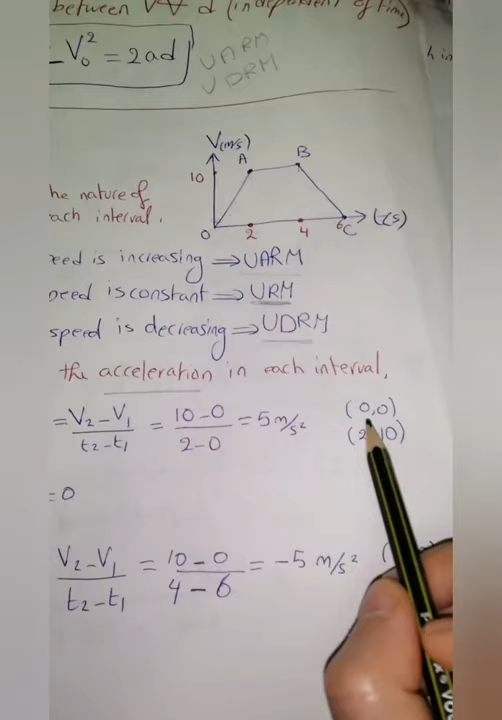 between V & d (independent of time)
_ V₀² = 2ad
UARM
UDRM
h in
V(m/s)
A
B
10
he nature of
ach interval.
0
2
4
6
C
t(s)
eed is increasing ⇒ UARM
need is constant ⇒ URM
speed is decreasing ⇒ UDRM
the acceleration in each interval.
= V₂-V₁ / t₂-t₁ = 10-0 / 2-0 = 5 m/s²
(0,0)
(2,10)
= 0
V₂-V₁ / t₂-t₁ = 10-0 / 4-6 = -5 m/s² (